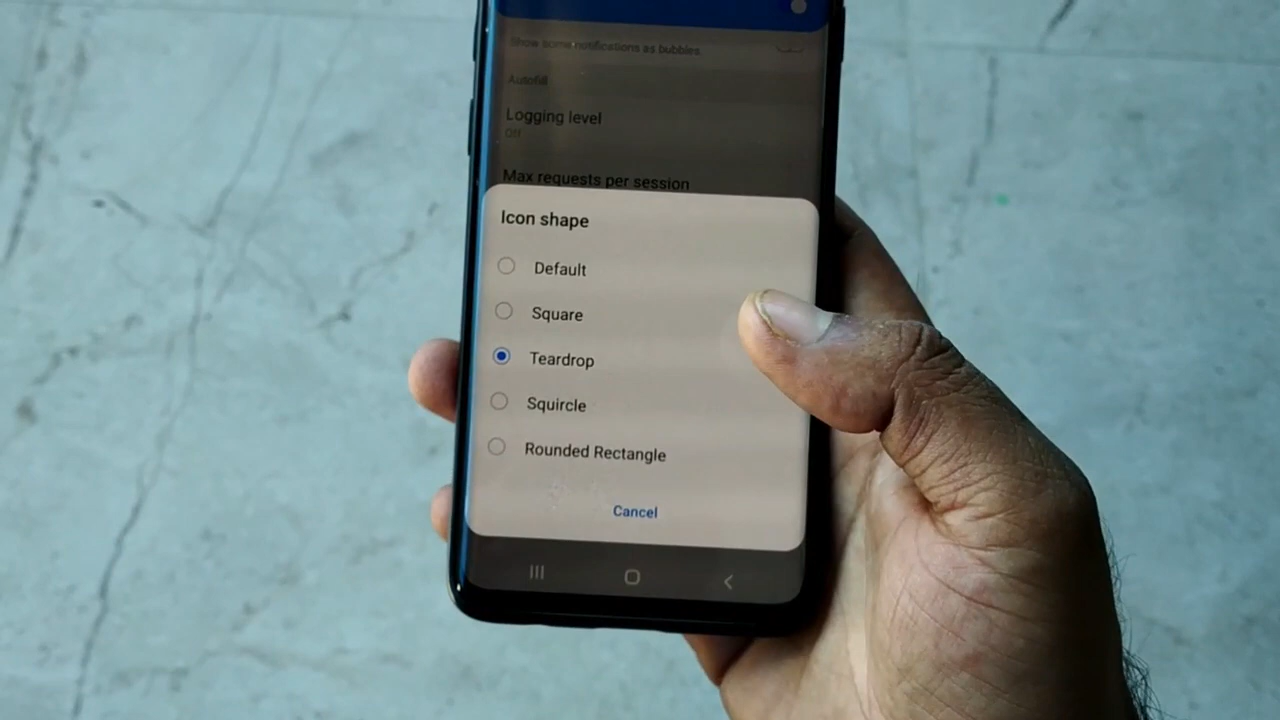 Show some notifications as bubbles.
Autofill
Logging level
Off
Max requests per session
Icon shape
Default
Square
Teardrop
Squircle
Rounded Rectangle
Cancel